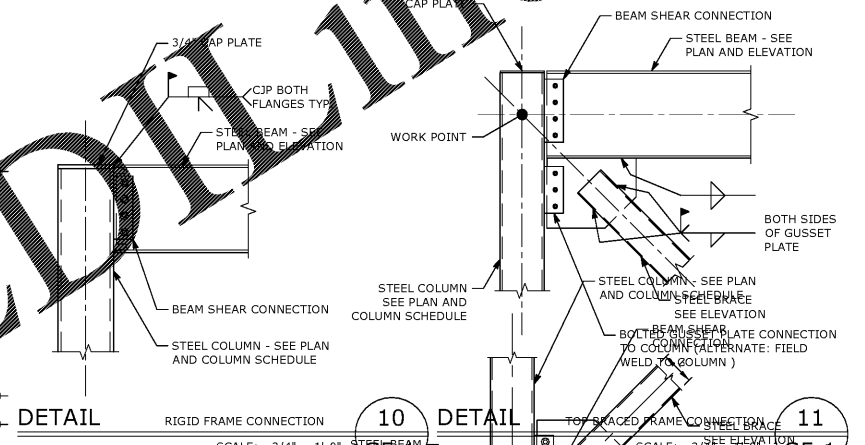 3/4" CAP PLATE
CJP BOTH
FLANGES TYP
STEEL BEAM - SEE
PLAN AND ELEVATION
BEAM SHEAR CONNECTION
STEEL COLUMN - SEE PLAN
AND COLUMN SCHEDULE
DETAIL
RIGID FRAME CONNECTION
10
CAP PLATE
BEAM SHEAR CONNECTION
STEEL BEAM - SEE
PLAN AND ELEVATION
WORK POINT
BOTH SIDES
OF GUSSET
PLATE
STEEL COLUMN
SEE PLAN AND
COLUMN SCHEDULE
STEEL COLUMN - SEE PLAN
AND COLUMN SCHEDULE
STEEL BRACE
SEE ELEVATION
BEAM SHEAR
CONNECTION
BOLTED GUSSET PLATE CONNECTION
TO COLUMN (ALTERNATE: FIELD
WELD TO COLUMN )
DETAIL
TOP BRACED FRAME CONNECTION
11
STEEL BRACE
SEE ELEVATION
STEEL BEAM